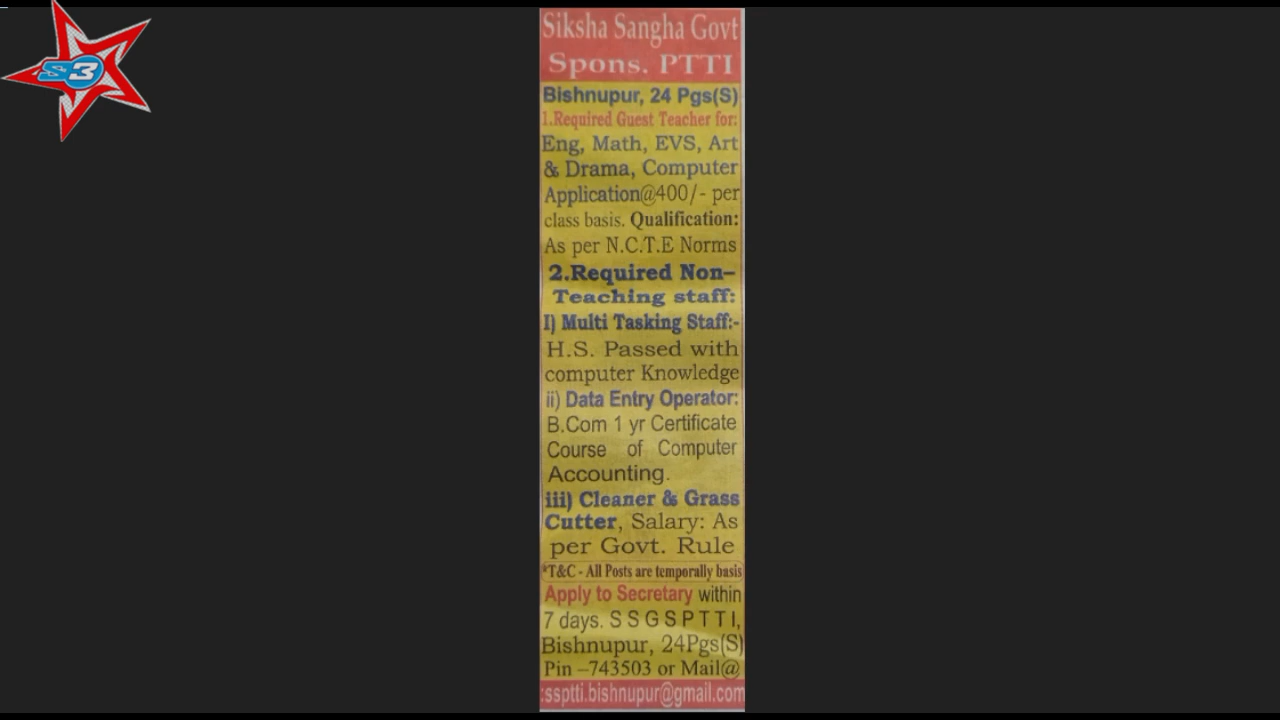 S3
Siksha Sangha Govt
Spons. PTTI
Bishnupur, 24 Pgs(S)
1.Required Guest Teacher for:
Eng, Math, EVS, Art
& Drama, Computer
Application@400/- per
class basis. Qualification:
As per N.C.T.E Norms
2.Required Non–
Teaching staff:
I) Multi Tasking Staff:-
H.S. Passed with
computer Knowledge
ii) Data Entry Operator:
B.Com 1 yr Certificate
Course of Computer
Accounting.
iii) Cleaner & Grass
Cutter, Salary: As
per Govt. Rule
*T&C - All Posts are temporally basis
Apply to Secretary within
7 days. S S G S P T T I,
Bishnupur, 24Pgs(S)
Pin –743503 or Mail@
:ssptti.bishnupur@gmail.com